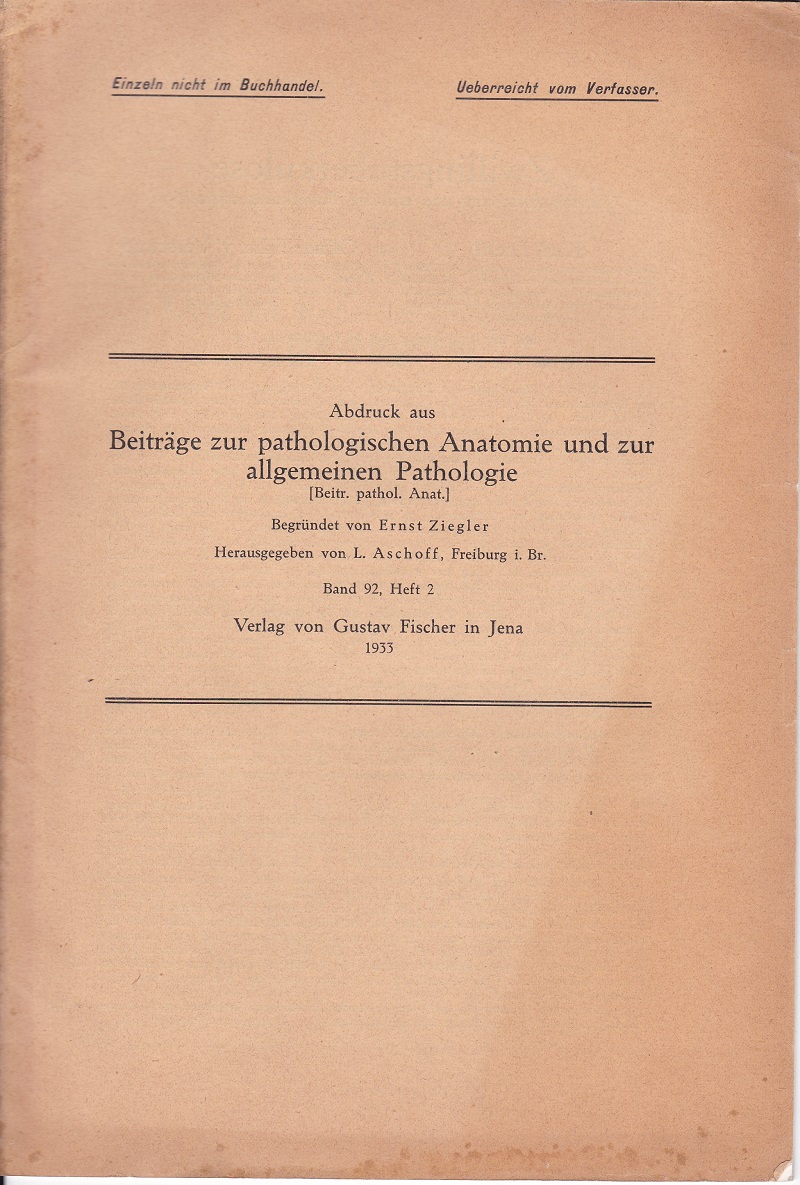 Einzeln nicht im Buchhandel.
Ueberreicht vom Verfasser.
Abdruck aus
Beiträge zur pathologischen Anatomie und zur
allgemeinen Pathologie
[Beitr. pathol. Anat.]
Begründet von Ernst Ziegler
Herausgegeben von L. Aschoff, Freiburg i. Br.
Band 92, Heft 2
Verlag von Gustav Fischer in Jena
1933